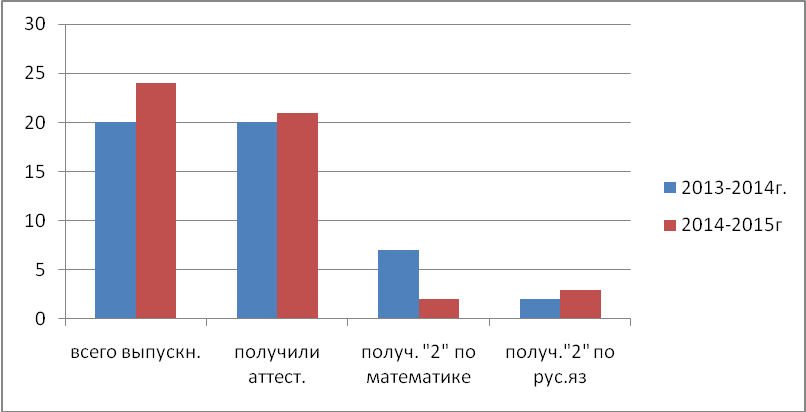 30
25
20
15
10
5
0
всего выпускн.
получили
аттест.
получ. "2" по
математике
получ."2" по
рус.яз
2013-2014г.
2014-2015г